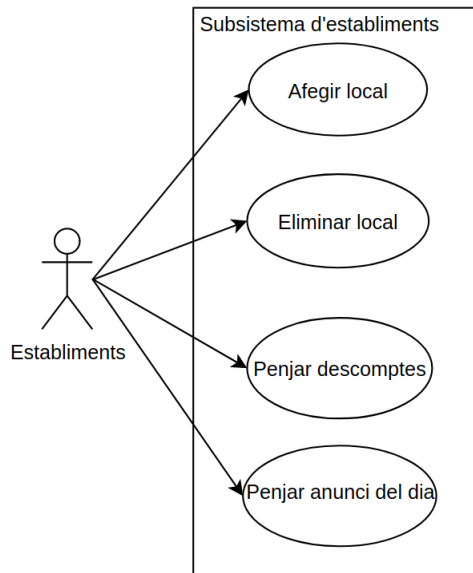 Subsistema d'establiments
Afegir local
Eliminar local
Establiments
Penjar descomptes
Penjar anunci del dia